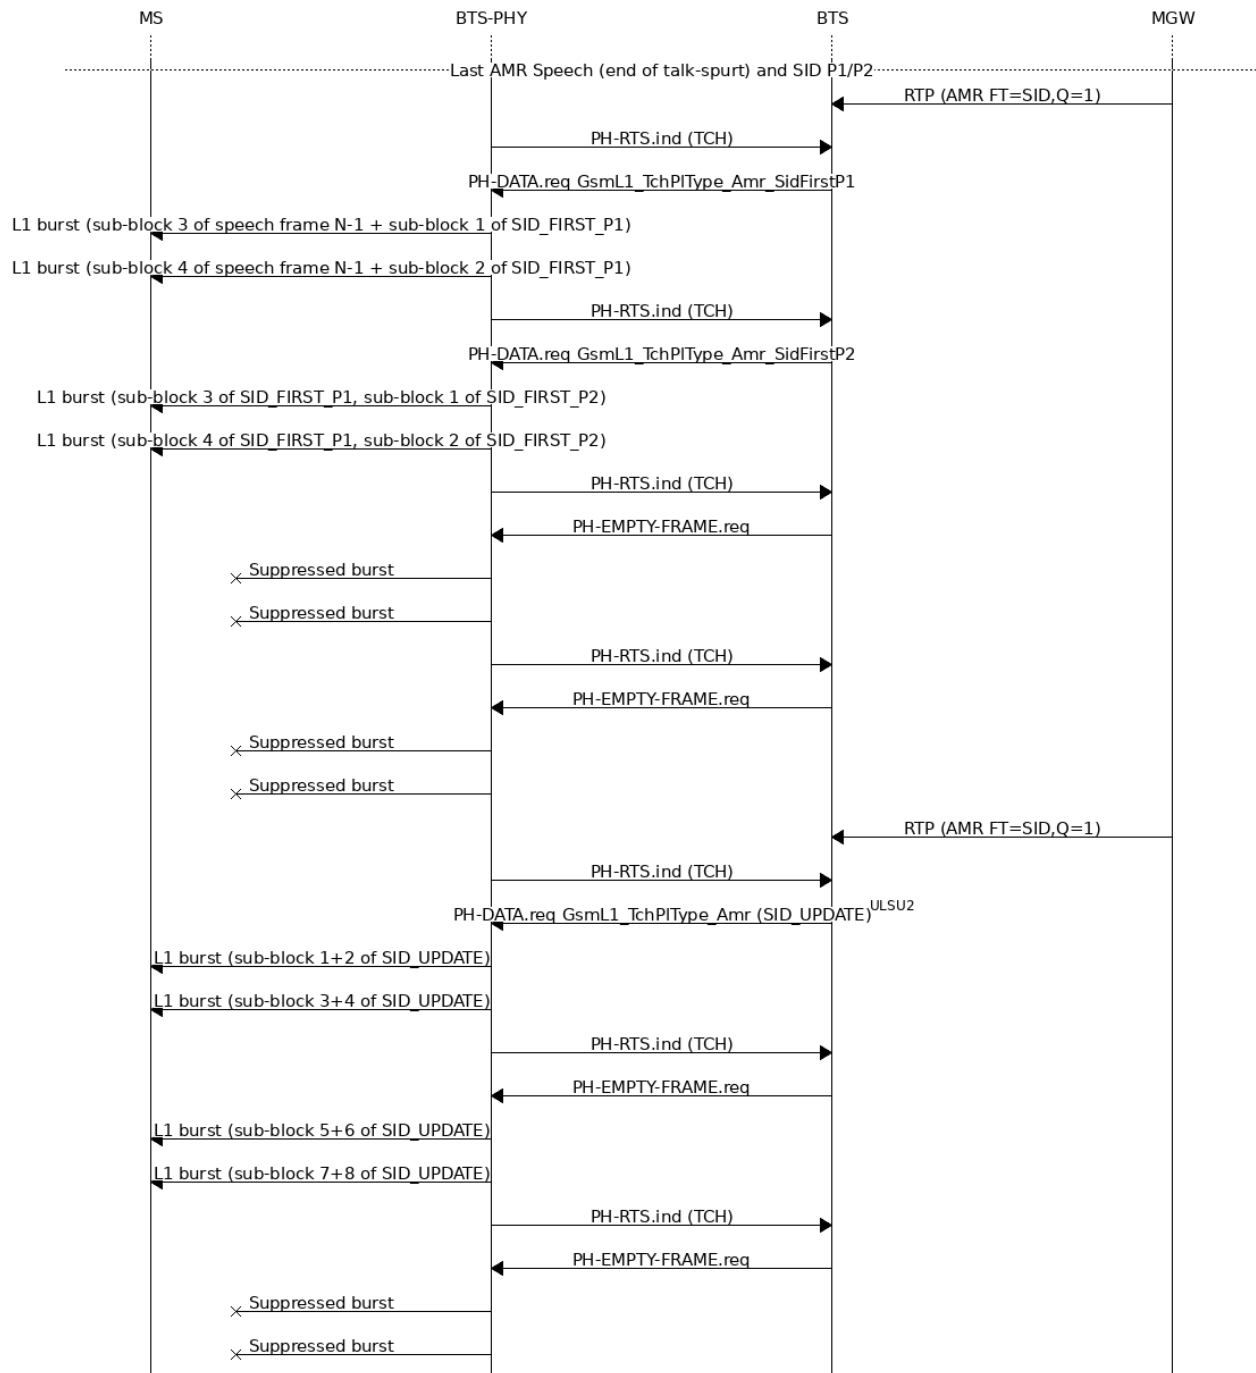 MS BTS-PHY BTS MGW
Last AMR Speech (end of talk-spurt) and SID P1/P2
RTP (AMR FT=SID,Q=1)
PH-RTS.ind (TCH)
PH-DATA.req GsmL1_TchPlType_Amr_SidFirstP1
L1 burst (sub-block 3 of speech frame N-1 + sub-block 1 of SID_FIRST_P1)
L1 burst (sub-block 4 of speech frame N-1 + sub-block 2 of SID_FIRST_P1)
PH-RTS.ind (TCH)
PH-DATA.req GsmL1_TchPlType_Amr_SidFirstP2
L1 burst (sub-block 3 of SID_FIRST_P1, sub-block 1 of SID_FIRST_P2)
L1 burst (sub-block 4 of SID_FIRST_P1, sub-block 2 of SID_FIRST_P2)
PH-RTS.ind (TCH)
PH-EMPTY-FRAME.req
Suppressed burst
Suppressed burst
PH-RTS.ind (TCH)
PH-EMPTY-FRAME.req
Suppressed burst
Suppressed burst
RTP (AMR FT=SID,Q=1)
PH-RTS.ind (TCH)
PH-DATA.req GsmL1_TchPlType_Amr (SID_UPDATE) ULSU2
L1 burst (sub-block 1+2 of SID_UPDATE)
L1 burst (sub-block 3+4 of SID_UPDATE)
PH-RTS.ind (TCH)
PH-EMPTY-FRAME.req
L1 burst (sub-block 5+6 of SID_UPDATE)
L1 burst (sub-block 7+8 of SID_UPDATE)
PH-RTS.ind (TCH)
PH-EMPTY-FRAME.req
Suppressed burst
Suppressed burst